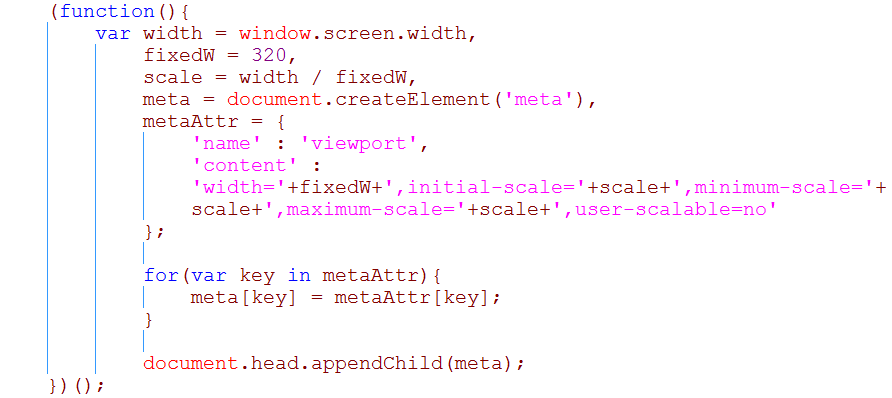 (function(){
var width = window.screen.width,
fixedW = 320,
scale = width / fixedW,
meta = document.createElement('meta'),
metaAttr = {
'name' : 'viewport',
'content' :
'width='+fixedW+',initial-scale='+scale+',minimum-scale='+
scale+',maximum-scale='+scale+',user-scalable=no'
};
for(var key in metaAttr){
meta[key] = metaAttr[key];
}
document.head.appendChild(meta);
})();